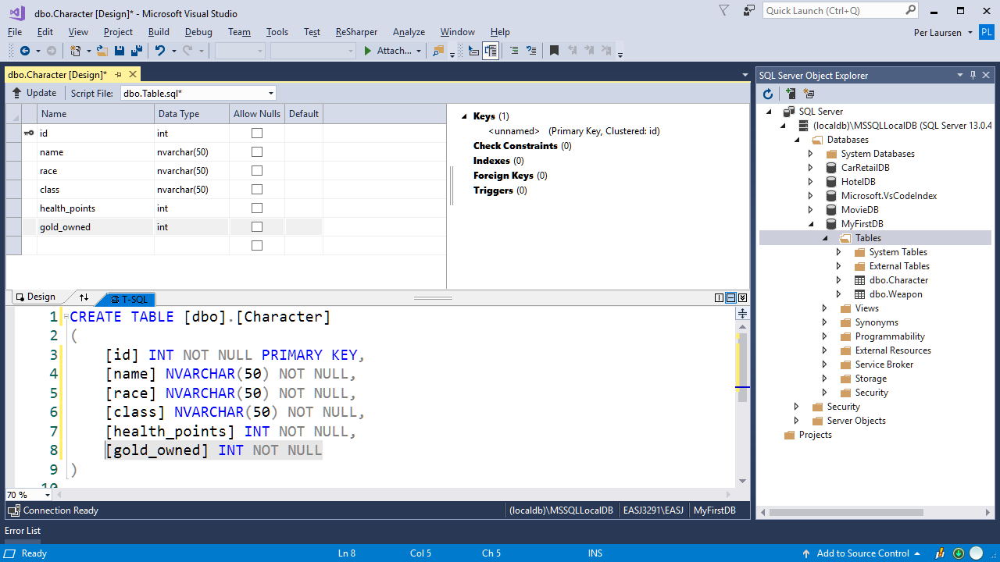 dbo.Character [Design]* - Microsoft Visual Studio
Quick Launch (Ctrl+Q)
File Edit View Project Build Debug Team Tools Test ReSharper Analyze Window Help
Per Laursen PL
Attach...
dbo.Character [Design]*
Update Script File: dbo.Table.sql*
Name Data Type Allow Nulls Default
id int
name nvarchar(50)
race nvarchar(50)
class nvarchar(50)
health_points int
gold_owned int
Keys (1)
<unnamed> (Primary Key, Clustered: id)
Check Constraints (0)
Indexes (0)
Foreign Keys (0)
Triggers (0)
Design T-SQL
1 CREATE TABLE [dbo].[Character]
2 (
3 [id] INT NOT NULL PRIMARY KEY,
4 [name] NVARCHAR(50) NOT NULL,
5 [race] NVARCHAR(50) NOT NULL,
6 [class] NVARCHAR(50) NOT NULL,
7 [health_points] INT NOT NULL,
8 [gold_owned] INT NOT NULL
9 )
10
70 %
Connection Ready (localdb)\MSSQLLocalDB EASJ3291\EASJ MyFirstDB
SQL Server Object Explorer
SQL Server
(localdb)\MSSQLLocalDB (SQL Server 13.0.4
Databases
System Databases
CarRetailDB
HotelDB
Microsoft.VsCodeIndex
MovieDB
MyFirstDB
Tables
System Tables
External Tables
dbo.Character
dbo.Weapon
Views
Synonyms
Programmability
External Resources
Service Broker
Storage
Security
Security
Server Objects
Projects
Error List
Ready Ln 8 Col 5 Ch 5 INS Add to Source Control